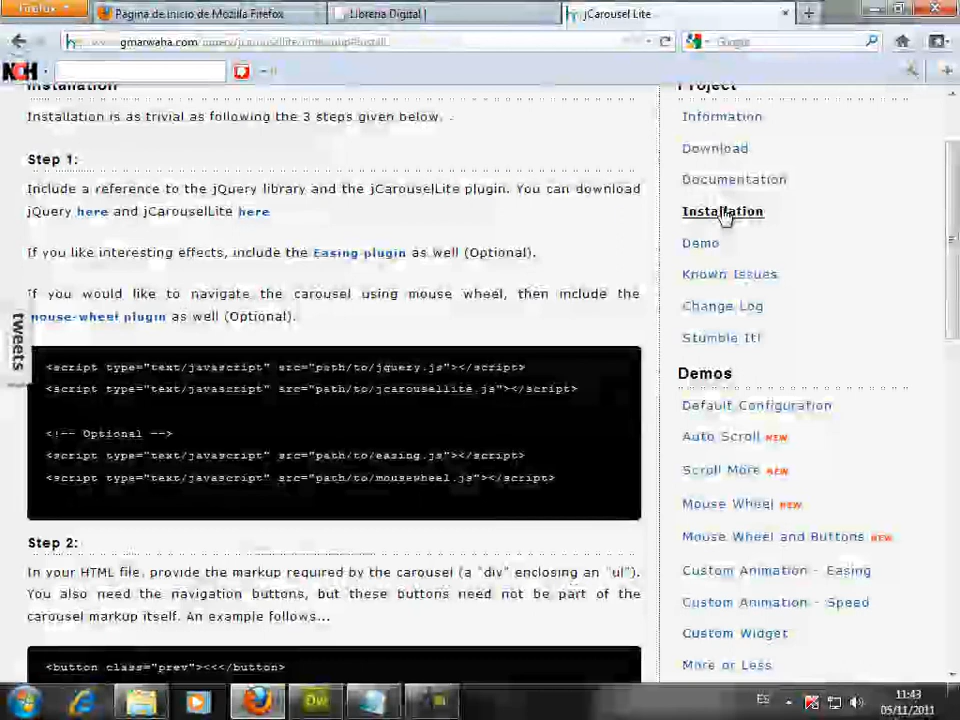 Firefox
Página de inicio de Mozilla Firefox
Libreria Digital |
jCarousel Lite
gmarwaha.com
Google
NCH
Installation
Installation is as trivial as following the 3 steps given below.
Step 1:
Include a reference to the jQuery library and the jCarouselLite plugin. You can download
jQuery here and jCarouselLite here
If you like interesting effects, include the Easing plugin as well (Optional).
If you would like to navigate the carousel using mouse wheel, then include the
mouse-wheel plugin as well (Optional).
tweets
<script type="text/javascript" src="path/to/jquery.js"></script>
<script type="text/javascript" src="path/to/jcarousellite.js"></script>
<!-- Optional -->
<script type="text/javascript" src="path/to/easing.js"></script>
<script type="text/javascript" src="path/to/mousewheel.js"></script>
Step 2:
In your HTML file, provide the markup required by the carousel (a "div" enclosing an "ul").
You also need the navigation buttons, but these buttons need not be part of the
carousel markup itself. An example follows...
<button class="prev"><<</button>
Project
Information
Download
Documentation
Installation
Demo
Known Issues
Change Log
Stumble It!
Demos
Default Configuration
Auto Scroll NEW
Scroll More NEW
Mouse Wheel NEW
Mouse Wheel and Buttons NEW
Custom Animation - Easing
Custom Animation - Speed
Custom Widget
More or Less
Dw
ES
11:43
05/11/2011